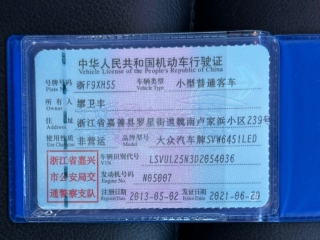 中华人民共和国机动车行驶证
Vehicle License of the People's Republic of China
号牌号码 浙F9XH55 车辆类型 小型普通客车
Plate No. Vehicle Type
所有人 卫丰
Owner
住址 浙江省嘉善县罗星街道魏南卢家浜小区239号
Address
使用性质 非营运 品牌型号 大众汽车牌SVW6451LED
Use Character Model
浙江省嘉兴市公安局交通警察支队
车辆识别代号 LSVUL25N3D2054036
VIN
发动机号码 N05007
Engine No.
注册日期 2013-05-02 发证日期 2021-06-29
Register Date Issue Date